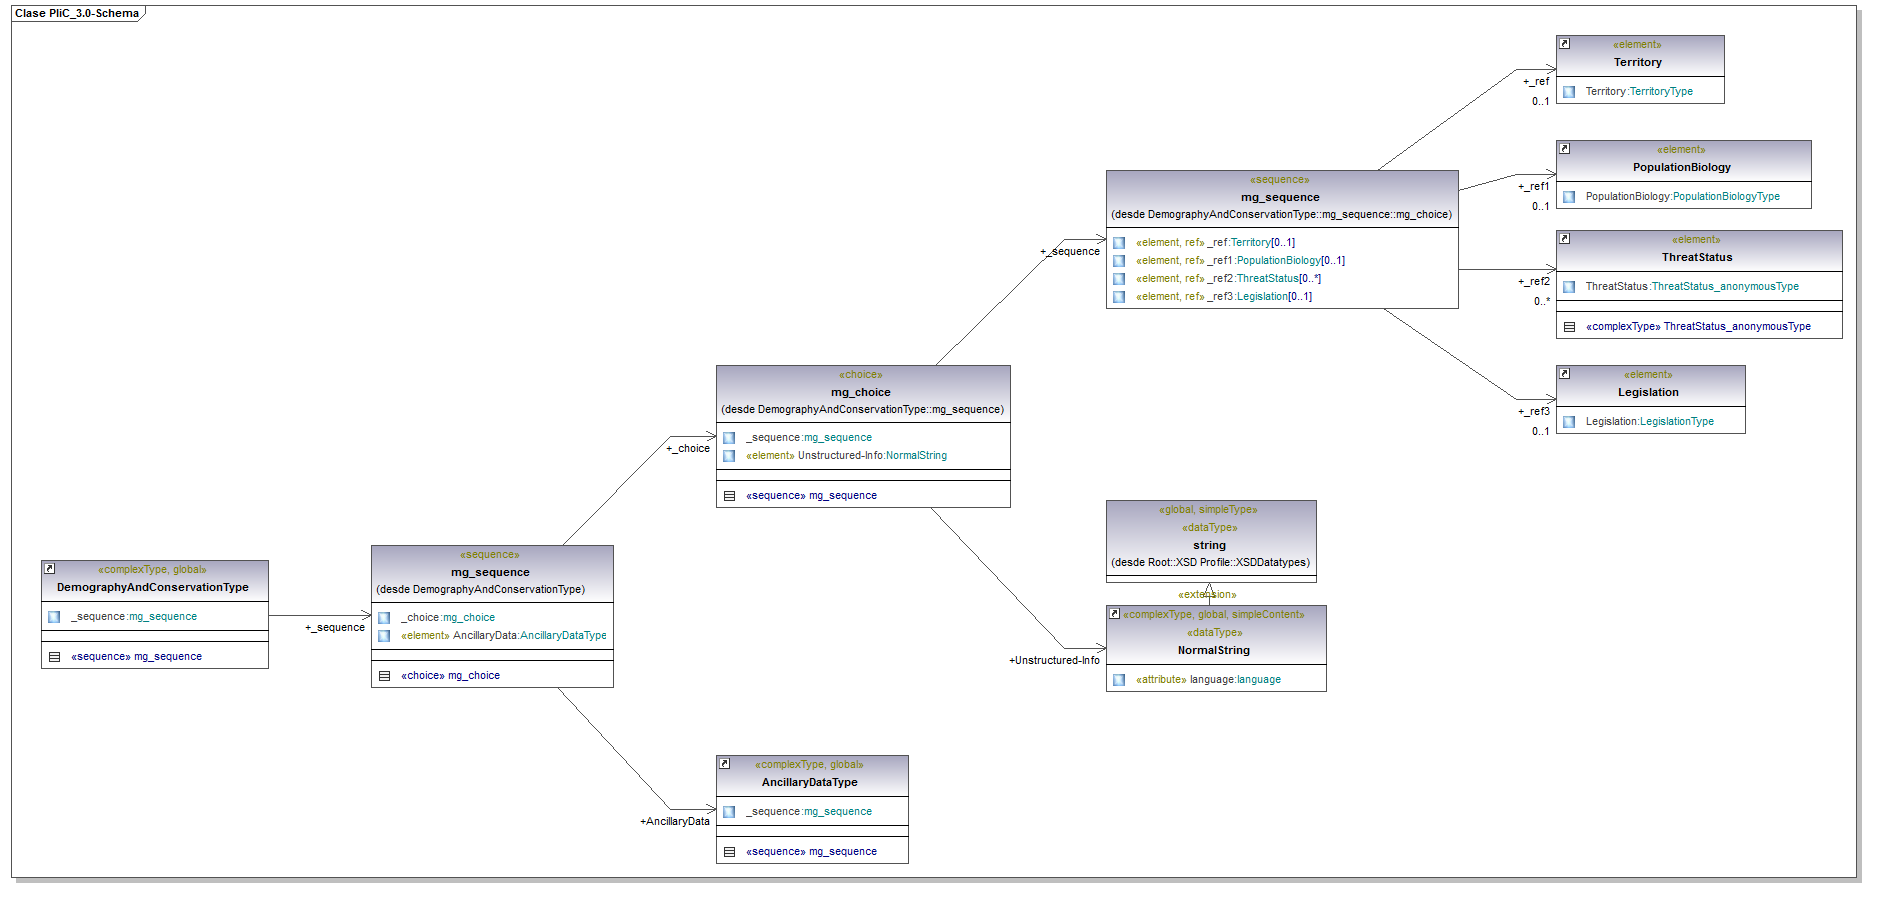 Clase PliC_3.0-Schema
«complexType, global»
DemographyAndConservationType
_sequence:mg_sequence
«sequence» mg_sequence
+_sequence
«sequence»
mg_sequence
(desde DemographyAndConservationType)
_choice:mg_choice
«element» AncillaryData:AncillaryDataType
«choice» mg_choice
+_choice
+AncillaryData
«choice»
mg_choice
(desde DemographyAndConservationType::mg_sequence)
_sequence:mg_sequence
«element» Unstructured-Info:NormalString
«sequence» mg_sequence
«complexType, global»
AncillaryDataType
_sequence:mg_sequence
«sequence» mg_sequence
+_sequence
+Unstructured-Info
«sequence»
mg_sequence
(desde DemographyAndConservationType::mg_sequence::mg_choice)
«element, ref» _ref:Territory[0..1]
«element, ref» _ref1:PopulationBiology[0..1]
«element, ref» _ref2:ThreatStatus[0..*]
«element, ref» _ref3:Legislation[0..1]
«global, simpleType»
«dataType»
string
(desde Root::XSD Profile::XSDDatatypes)
«extension»
«complexType, global, simpleContent»
«dataType»
NormalString
«attribute» language:language
+_ref
0..1
«element»
Territory
Territory:TerritoryType
+_ref1
0..1
«element»
PopulationBiology
PopulationBiology:PopulationBiologyType
+_ref2
0..*
«element»
ThreatStatus
ThreatStatus:ThreatStatus_anonymousType
«complexType» ThreatStatus_anonymousType
+_ref3
0..1
«element»
Legislation
Legislation:LegislationType